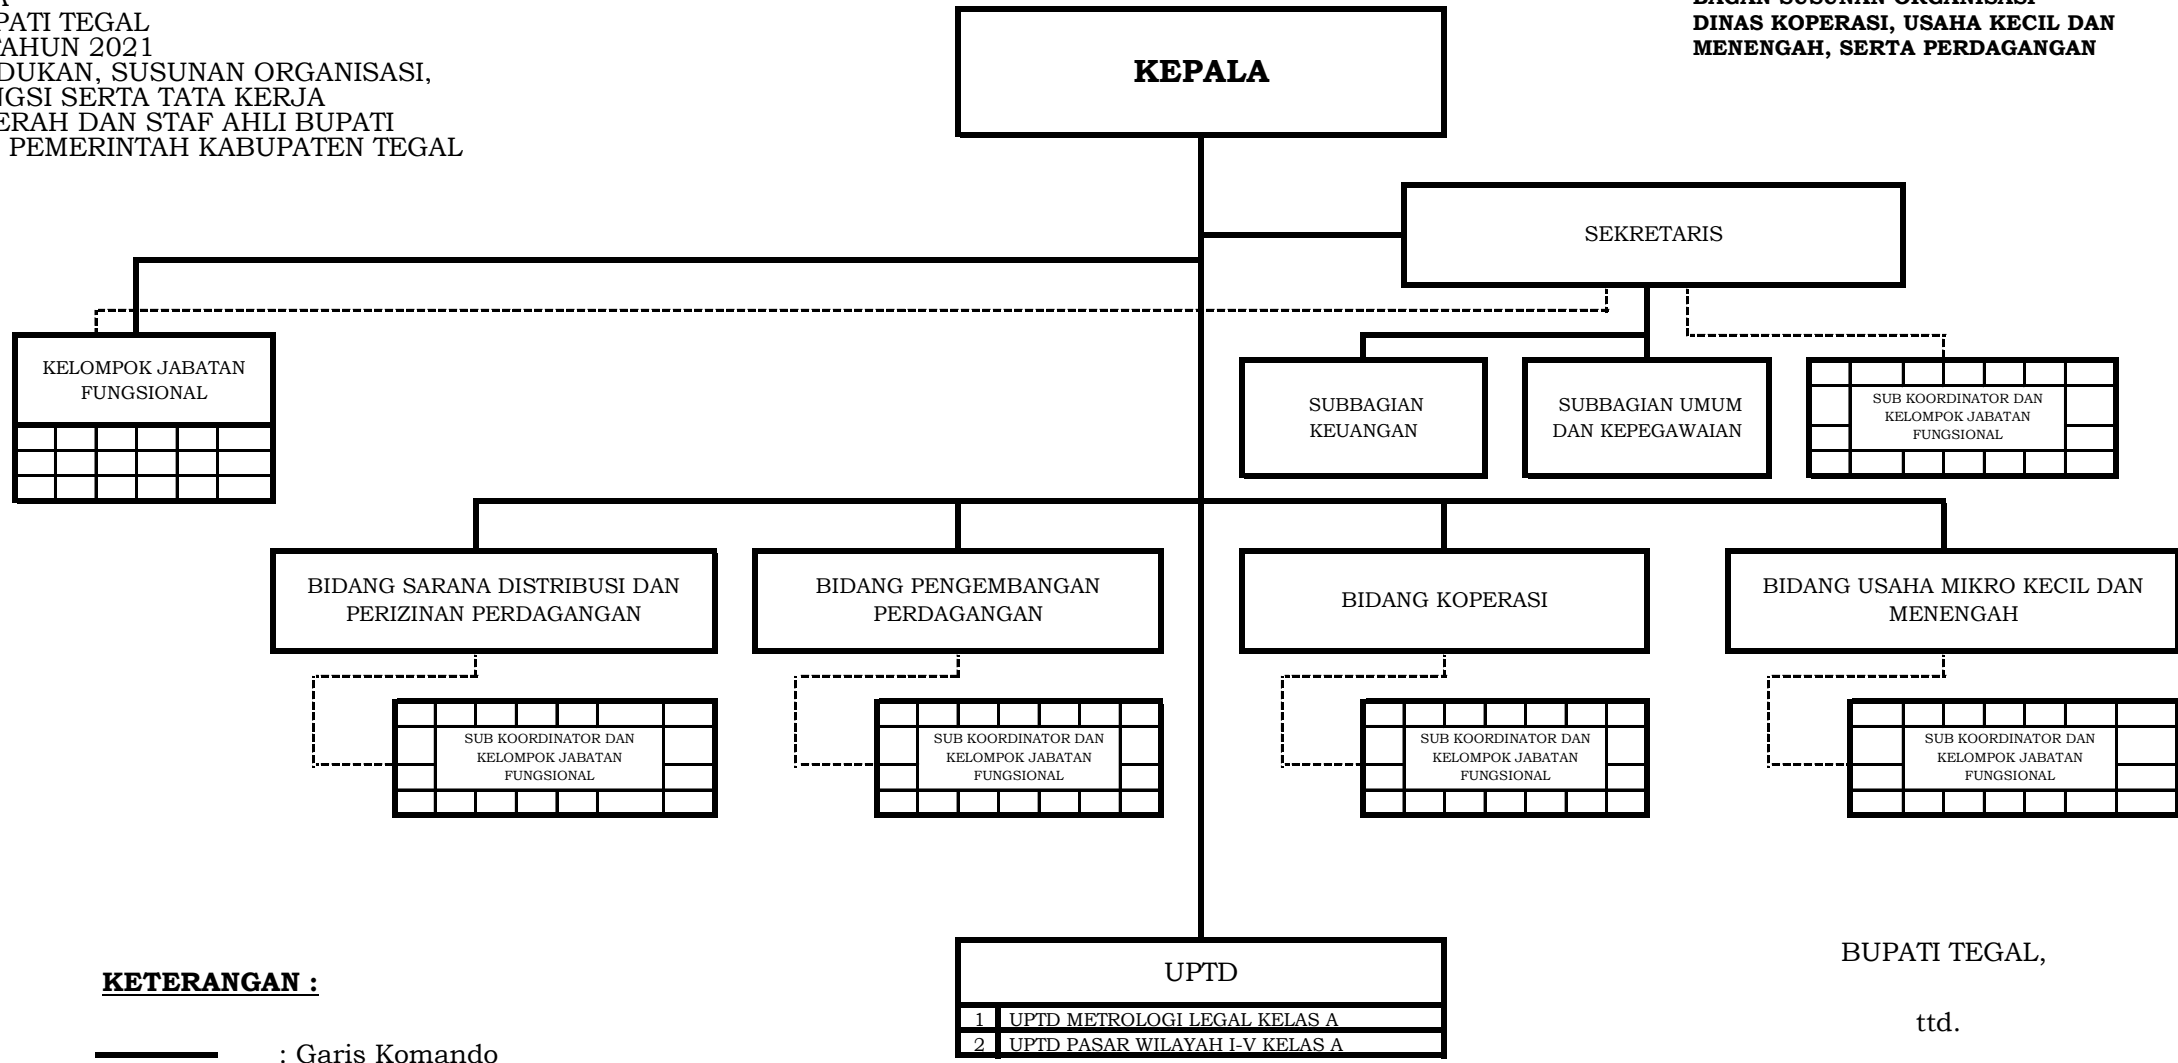 PATI TEGAL
TAHUN 2021
DUKAN, SUSUNAN ORGANISASI,
NGSI SERTA TATA KERJA
ERAH DAN STAF AHLI BUPATI
PEMERINTAH KABUPATEN TEGAL
BAGAN SUSUNAN ORGANISASI
DINAS KOPERASI, USAHA KECIL DAN
MENENGAH, SERTA PERDAGANGAN
KEPALA
SEKRETARIS
KELOMPOK JABATAN
FUNGSIONAL
SUBBAGIAN
KEUANGAN
SUBBAGIAN UMUM
DAN KEPEGAWAIAN
SUB KOORDINATOR DAN
KELOMPOK JABATAN
FUNGSIONAL
BIDANG SARANA DISTRIBUSI DAN
PERIZINAN PERDAGANGAN
BIDANG PENGEMBANGAN
PERDAGANGAN
BIDANG KOPERASI
BIDANG USAHA MIKRO KECIL DAN
MENENGAH
SUB KOORDINATOR DAN
KELOMPOK JABATAN
FUNGSIONAL
SUB KOORDINATOR DAN
KELOMPOK JABATAN
FUNGSIONAL
SUB KOORDINATOR DAN
KELOMPOK JABATAN
FUNGSIONAL
SUB KOORDINATOR DAN
KELOMPOK JABATAN
FUNGSIONAL
KETERANGAN :
: Garis Komando
UPTD
1 UPTD METROLOGI LEGAL KELAS A
2 UPTD PASAR WILAYAH I-V KELAS A
BUPATI TEGAL,
ttd.